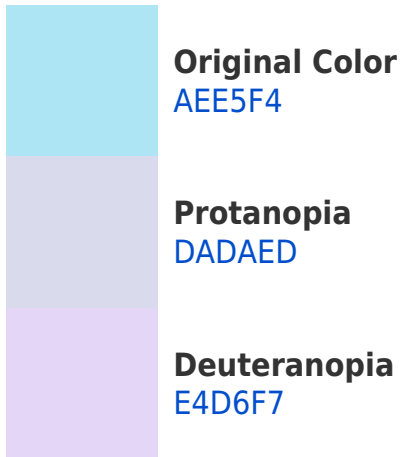 Original Color
AEE5F4
Protanopia
DADAED
Deuteranopia
E4D6F7